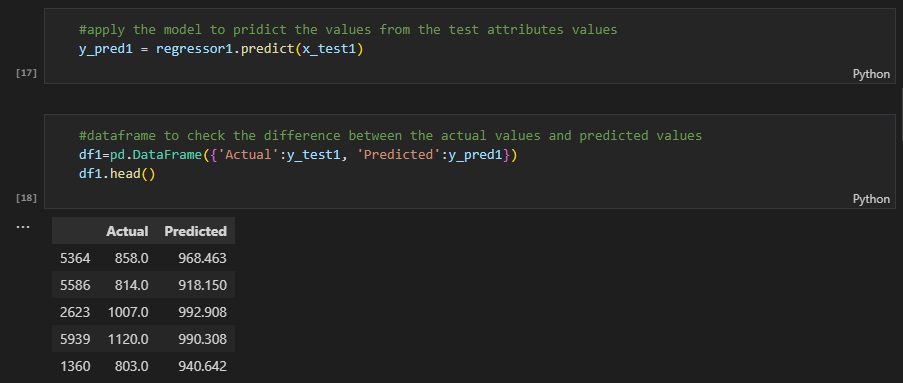 #apply the model to pridict the values from the test attributes values
y_pred1 = regressor1.predict(x_test1)
[17]
Python
#dataframe to check the difference between the actual values and predicted values
df1=pd.DataFrame({'Actual':y_test1, 'Predicted':y_pred1})
df1.head()
[18]
Python
...
Actual Predicted
5364 858.0 968.463
5586 814.0 918.150
2623 1007.0 992.908
5939 1120.0 990.308
1360 803.0 940.642